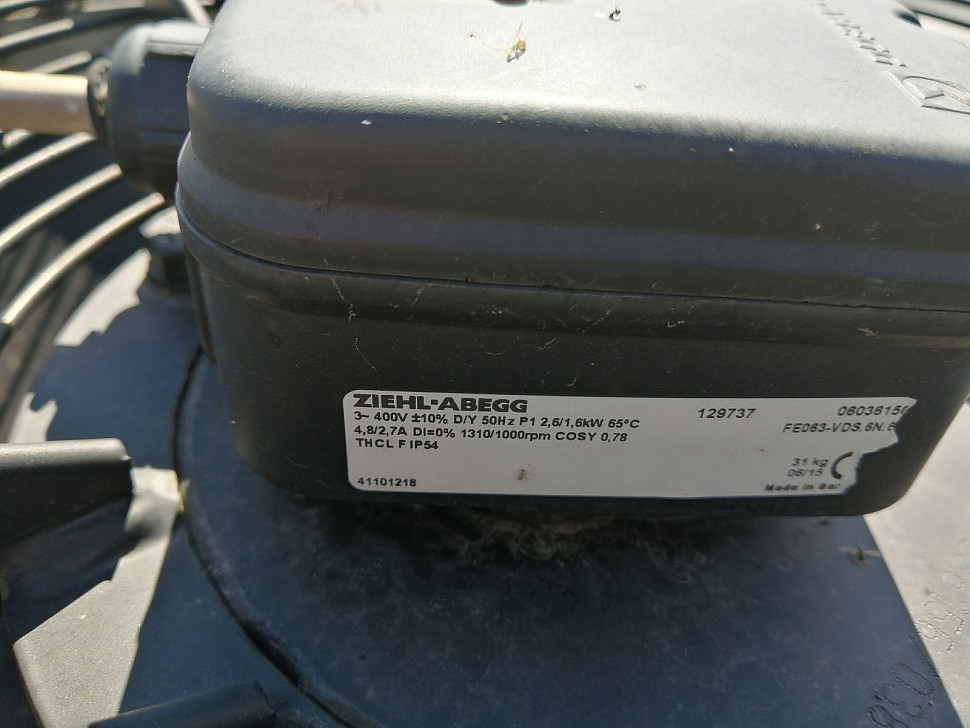 ZIEHL-ABEGG
3~ 400V ±10% D/Y 50Hz P1 2,6/1,6kW 65°C
4,8/2,7A DI=0% 1310/1000rpm COSY 0,78
THCL F IP54
41101218
129737
0603615
FE063-VDS.6N.
31 kg
06/15
Made in Ger